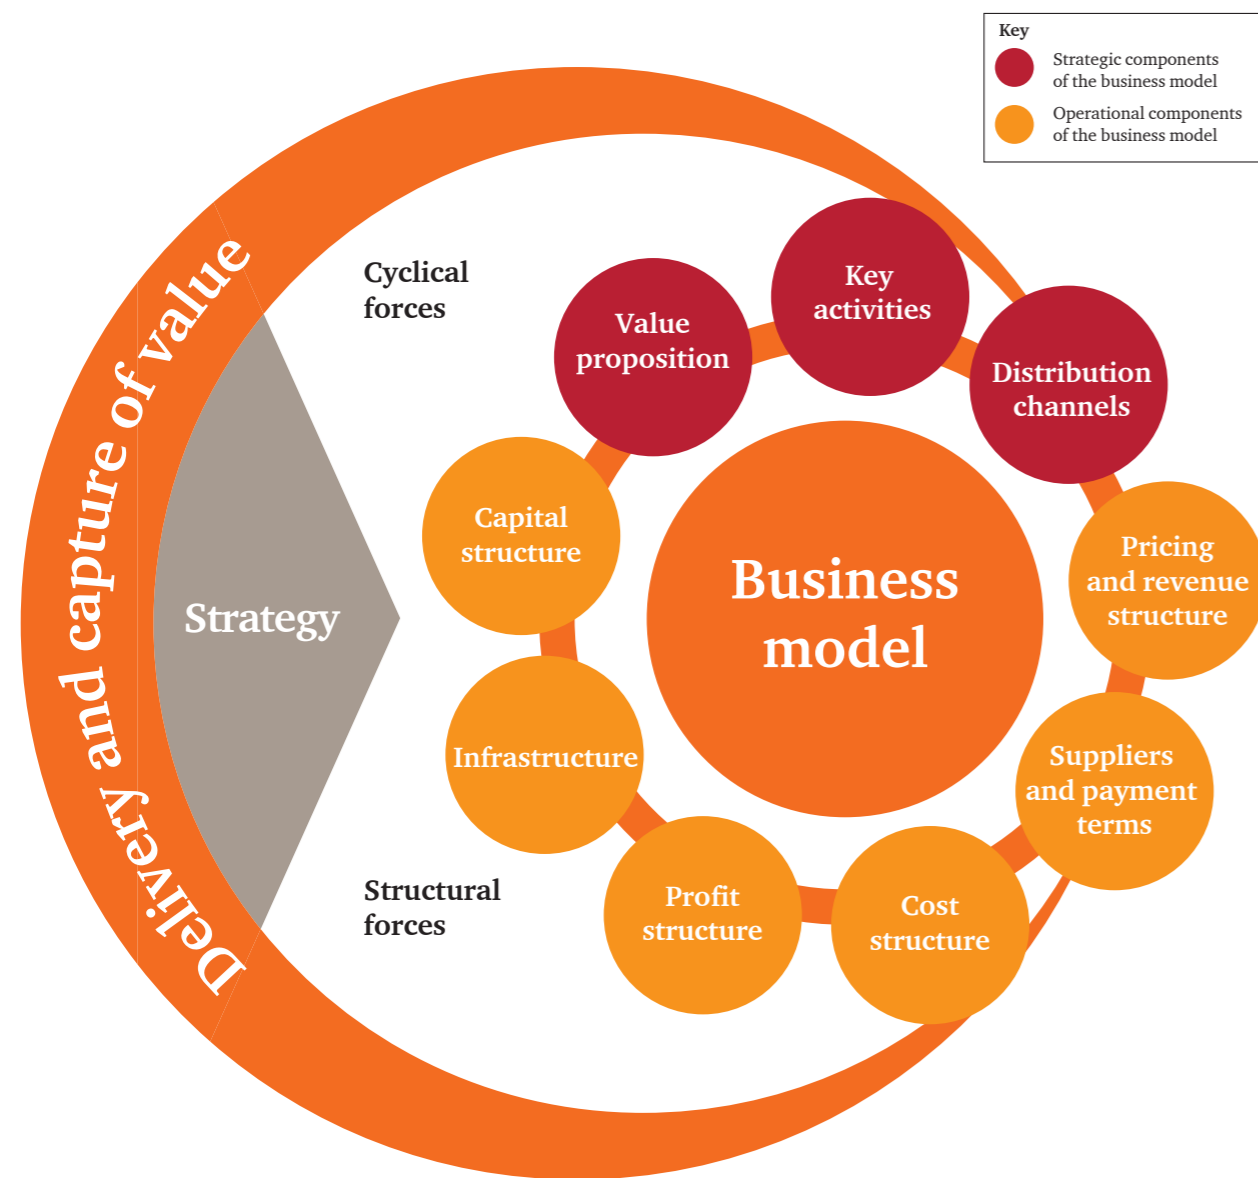 Key
Strategic components
of the business model
Operational components
of the business model
Delivery and capture of value
Strategy
Cyclical
forces
Structural
forces
Value
proposition
Key
activities
Distribution
channels
Pricing
and revenue
structure
Suppliers
and payment
terms
Cost
structure
Profit
structure
Infrastructure
Capital
structure
Business
model